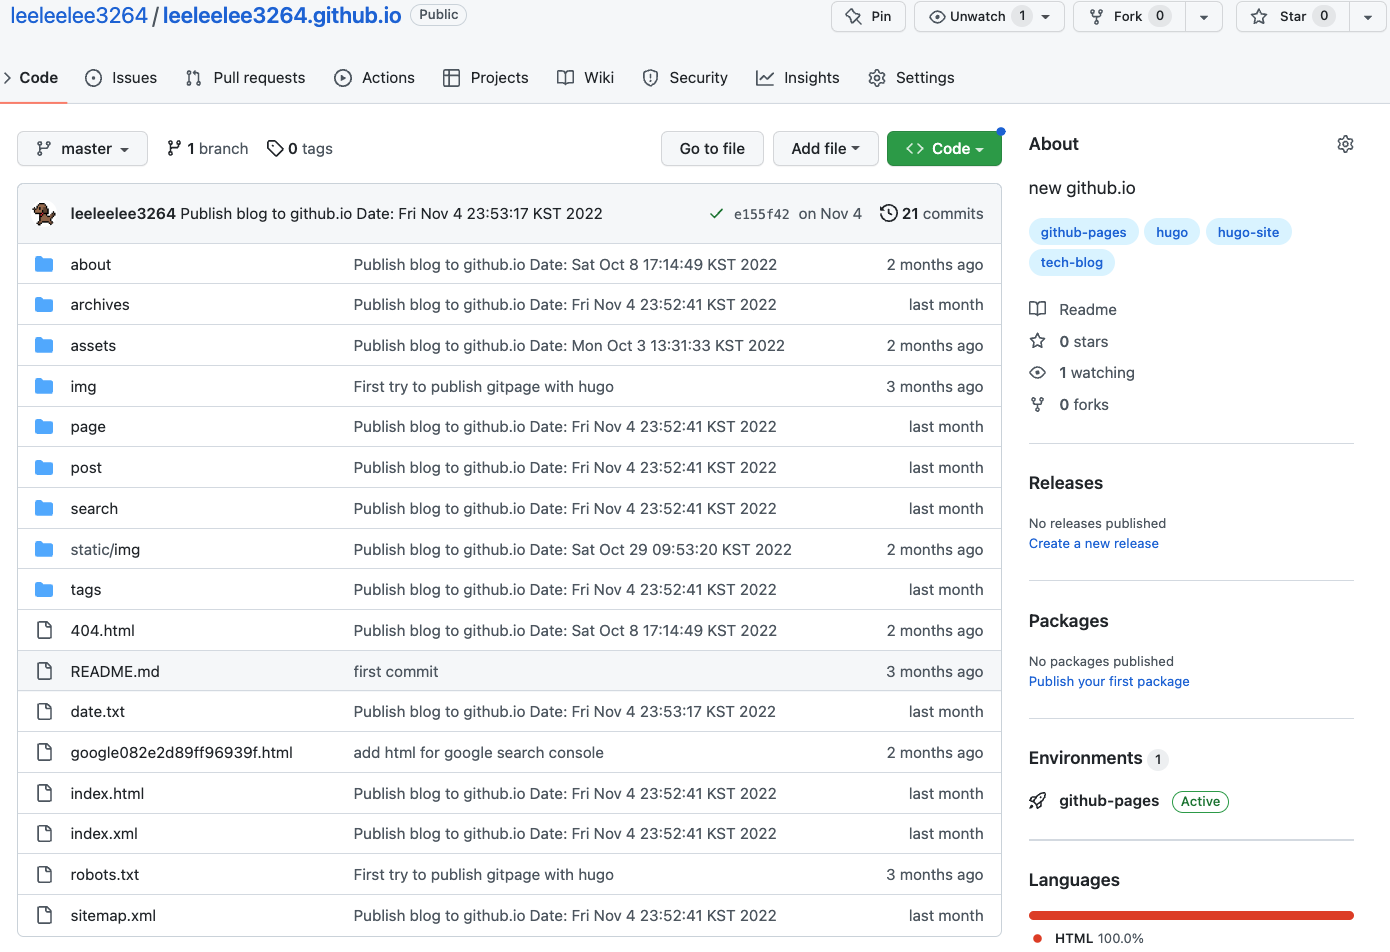 leeleelee3264 / leeleelee3264.github.io Public Pin Unwatch 1 Fork 0 Star 0
Code Issues Pull requests Actions Projects Wiki Security Insights Settings
master 1 branch 0 tags Go to file Add file Code
leeleelee3264 Publish blog to github.io Date: Fri Nov 4 23:53:17 KST 2022 e155f42 on Nov 4 21 commits
about Publish blog to github.io Date: Sat Oct 8 17:14:49 KST 2022 2 months ago
archives Publish blog to github.io Date: Fri Nov 4 23:52:41 KST 2022 last month
assets Publish blog to github.io Date: Mon Oct 3 13:31:33 KST 2022 2 months ago
img First try to publish gitpage with hugo 3 months ago
page Publish blog to github.io Date: Fri Nov 4 23:52:41 KST 2022 last month
post Publish blog to github.io Date: Fri Nov 4 23:52:41 KST 2022 last month
search Publish blog to github.io Date: Fri Nov 4 23:52:41 KST 2022 last month
static/img Publish blog to github.io Date: Sat Oct 29 09:53:20 KST 2022 2 months ago
tags Publish blog to github.io Date: Fri Nov 4 23:52:41 KST 2022 last month
404.html Publish blog to github.io Date: Sat Oct 8 17:14:49 KST 2022 2 months ago
README.md first commit 3 months ago
date.txt Publish blog to github.io Date: Fri Nov 4 23:53:17 KST 2022 last month
google082e2d89ff96939f.html add html for google search console 2 months ago
index.html Publish blog to github.io Date: Fri Nov 4 23:52:41 KST 2022 last month
index.xml Publish blog to github.io Date: Fri Nov 4 23:52:41 KST 2022 last month
robots.txt First try to publish gitpage with hugo 3 months ago
sitemap.xml Publish blog to github.io Date: Fri Nov 4 23:52:41 KST 2022 last month
About
new github.io
github-pages hugo hugo-site
tech-blog
Readme
0 stars
1 watching
0 forks
Releases
No releases published
Create a new release
Packages
No packages published
Publish your first package
Environments 1
github-pages Active
Languages
HTML 100.0%